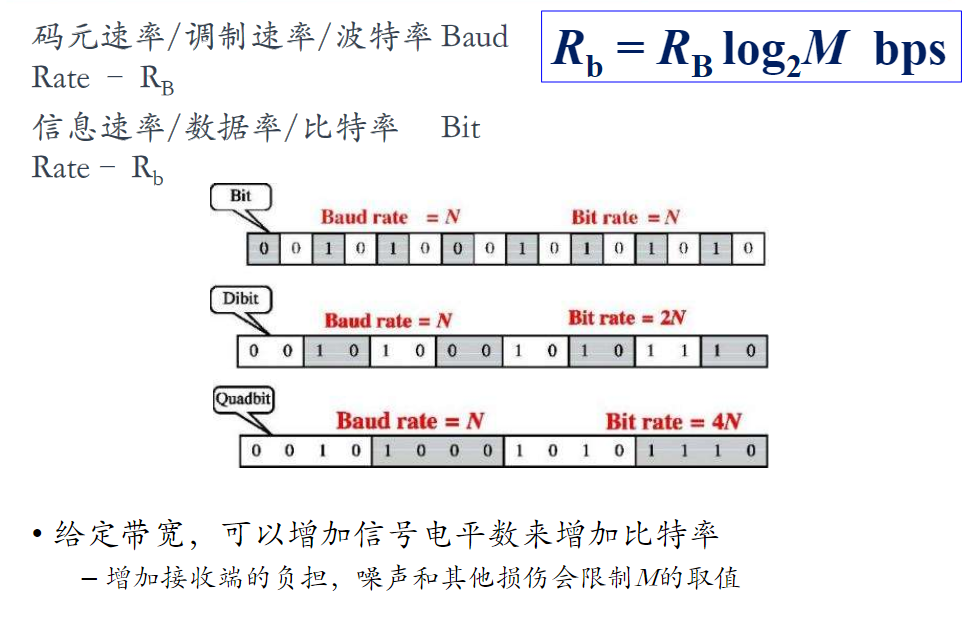 码元速率/调制速率/波特率 Baud
Rate – R_B
R_b = R_B log_2 M bps
信息速率/数据率/比特率 Bit
Rate – R_b
Bit
Baud rate = N Bit rate = N
0 0 1 0 1 0 0 0 1 0 1 0 1 0 1 0
Dibit
Baud rate = N Bit rate = 2N
0 0 1 0 1 0 0 0 1 0 1 0 1 1 1 0
Quadbit
Baud rate = N Bit rate = 4N
0 0 1 0 1 0 0 0 1 0 1 0 1 1 1 0
• 给定带宽，可以增加信号电平数来增加比特率
– 增加接收端的负担，噪声和其他损伤会限制M的取值